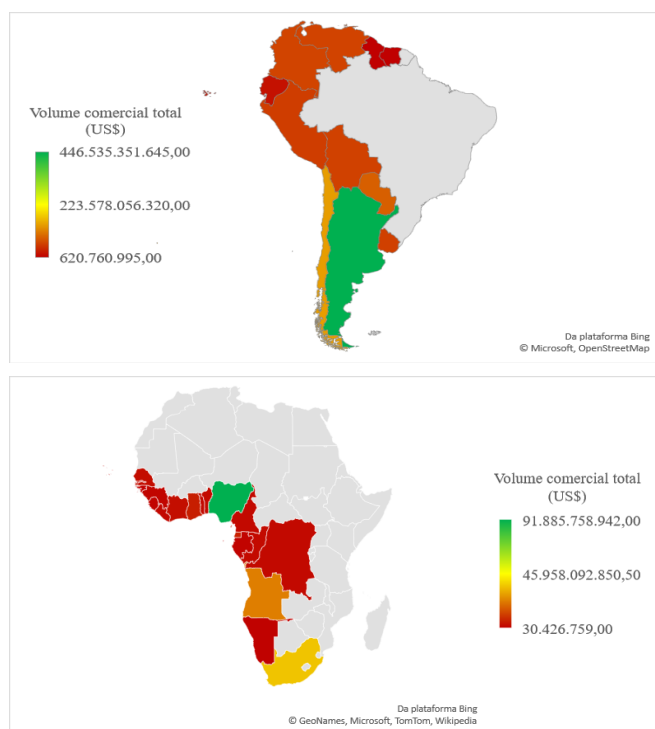 Volume comercial total
(US$)
446.535.351.645,00
223.578.056.320,00
620.760.995,00
Da plataforma Bing
© Microsoft, OpenStreetMap
Volume comercial total
(US$)
91.885.758.942,00
45.958.092.850,50
30.426.759,00
Da plataforma Bing
© GeoNames, Microsoft, TomTom, Wikipedia